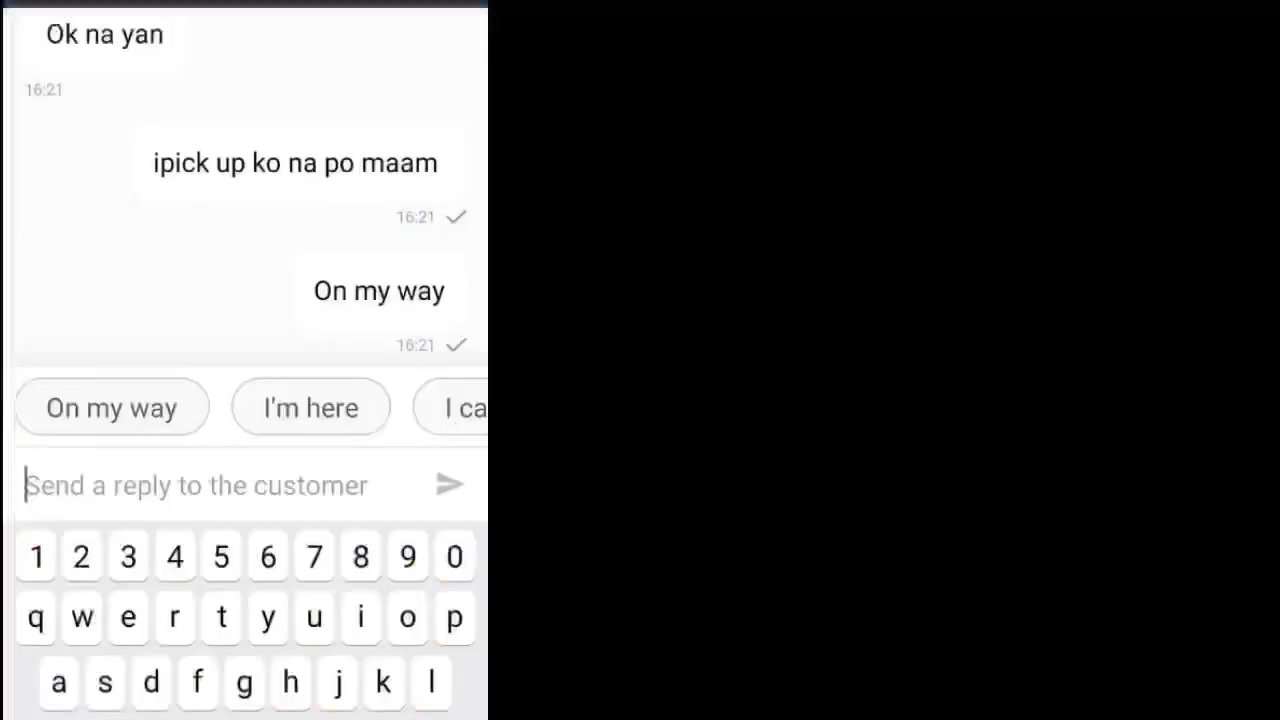 Ok na yan
16:21
ipick up ko na po maam
16:21
On my way
16:21
On my way I'm here I ca
Send a reply to the customer
1 2 3 4 5 6 7 8 9 0
q w e r t y u i o p
a s d f g h j k l